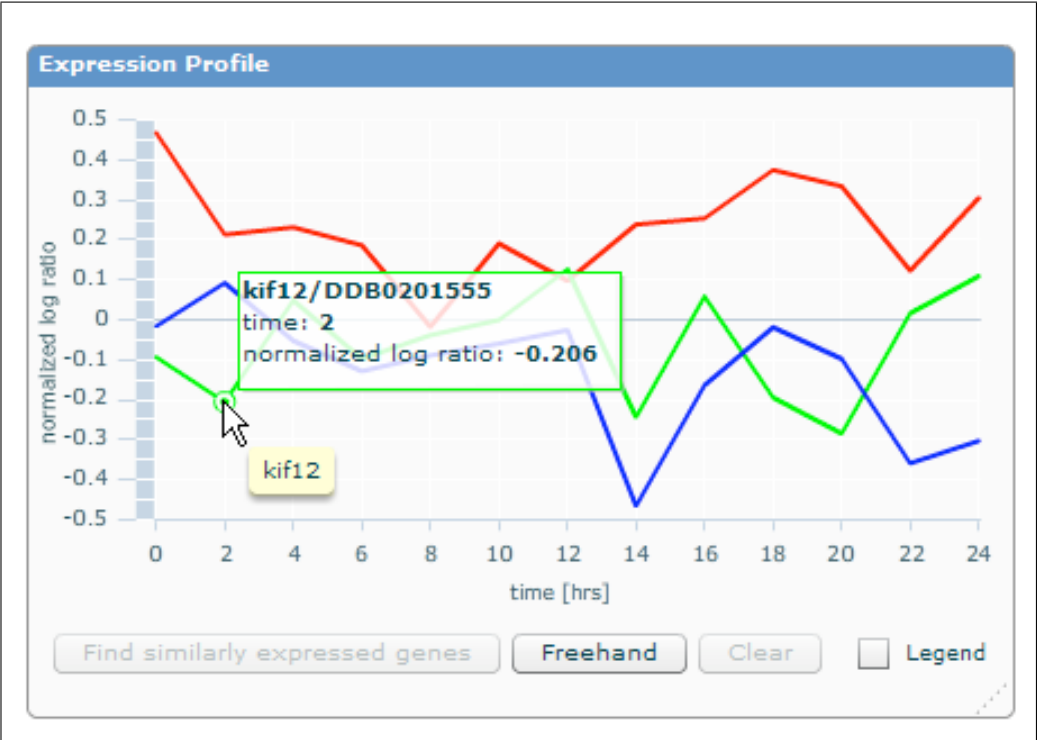 Expression Profile
0.5
0.4
0.3
0.2
0.1
0
-0.1
-0.2
-0.3
-0.4
-0.5
normalized log ratio
kif12/DDB0201555
time: 2
normalized log ratio: -0.206
kif12
0 2 4 6 8 10 12 14 16 18 20 22 24
time [hrs]
Find similarly expressed genes Freehand Clear Legend